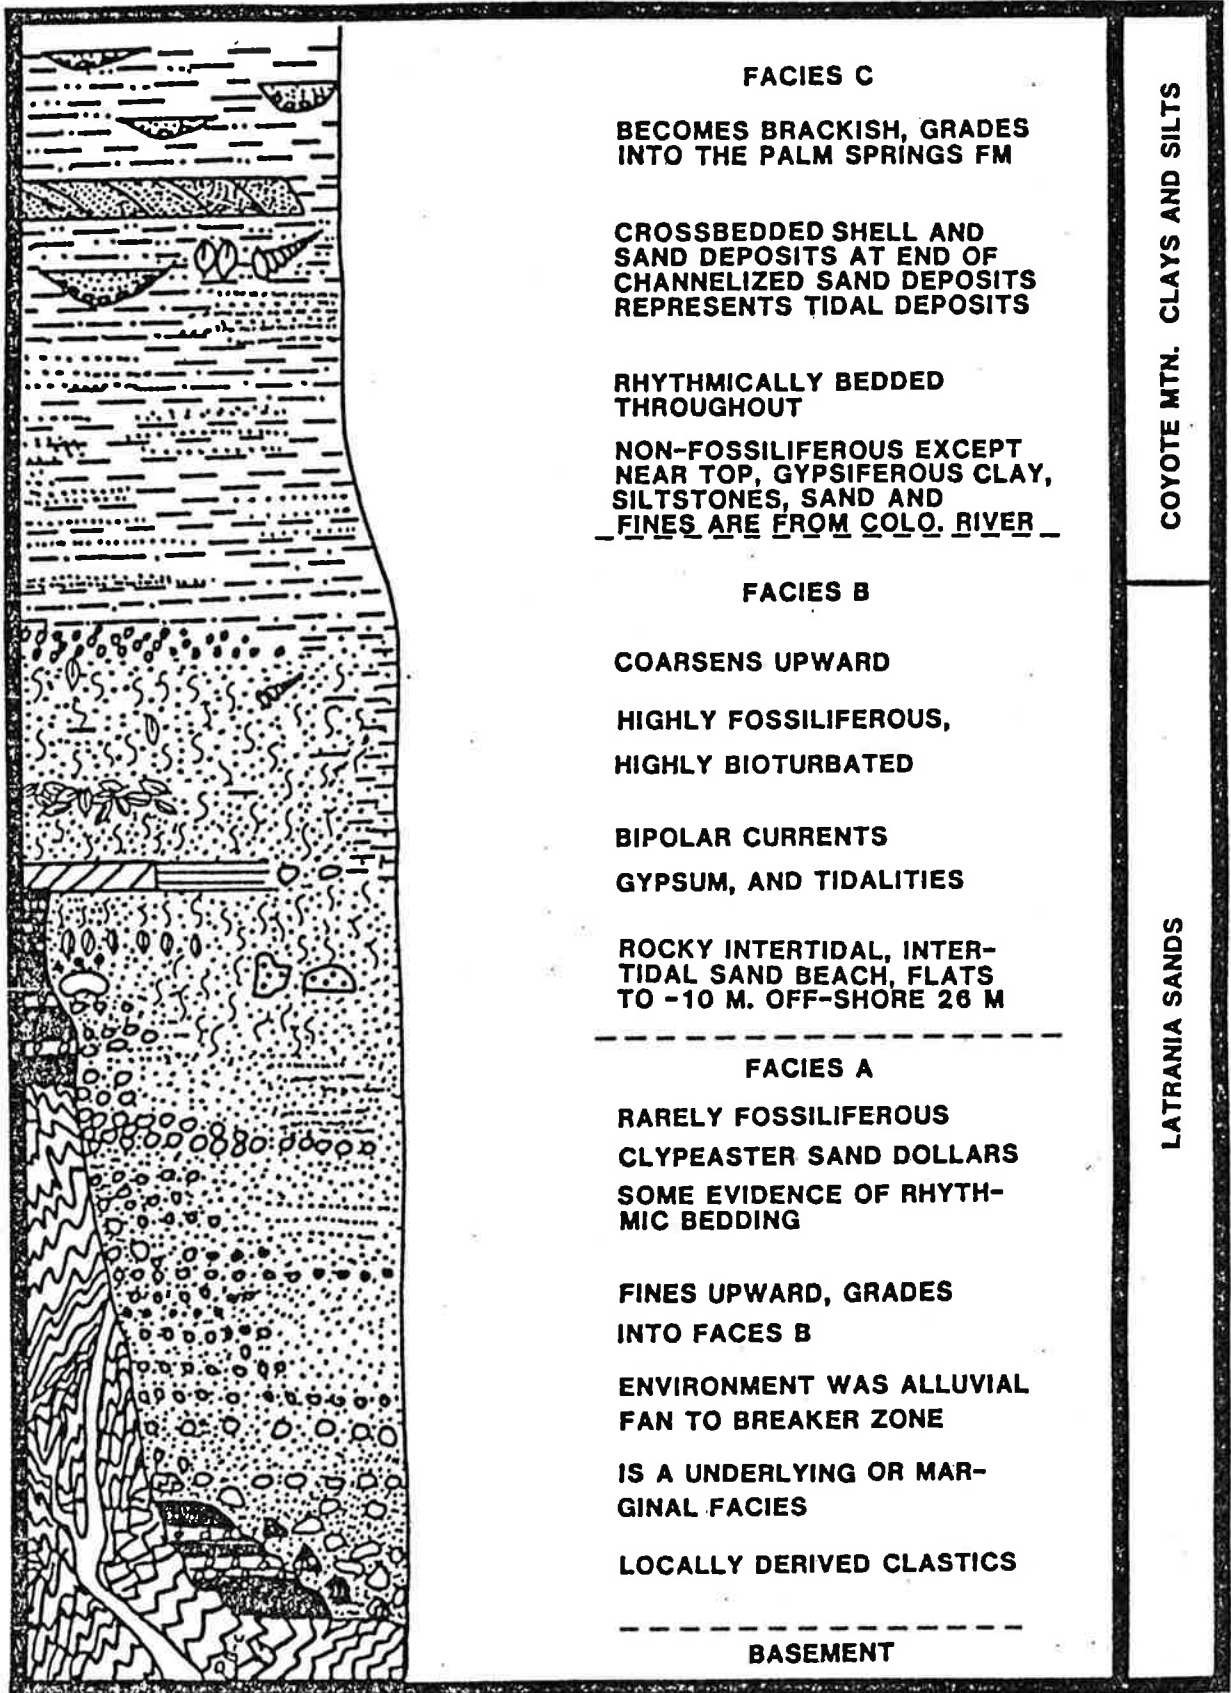 FACIES C
BECOMES BRACKISH, GRADES
INTO THE PALM SPRINGS FM
CROSSBEDDED SHELL AND
SAND DEPOSITS AT END OF
CHANNELIZED SAND DEPOSITS
REPRESENTS TIDAL DEPOSITS
RHYTHMICALLY BEDDED
THROUGHOUT
NON-FOSSILIFEROUS EXCEPT
NEAR TOP, GYPSIFEROUS CLAY,
SILTSTONES, SAND AND
FINES ARE FROM COLO. RIVER
FACIES B
COARSENS UPWARD
HIGHLY FOSSILIFEROUS,
HIGHLY BIOTURBATED
BIPOLAR CURRENTS
GYPSUM, AND TIDALITIES
ROCKY INTERTIDAL, INTER-
TIDAL SAND BEACH, FLATS
TO -10 M. OFF-SHORE 26 M
FACIES A
RARELY FOSSILIFEROUS
CLYPEASTER SAND DOLLARS
SOME EVIDENCE OF RHYTH-
MIC BEDDING
FINES UPWARD, GRADES
INTO FACES B
ENVIRONMENT WAS ALLUVIAL
FAN TO BREAKER ZONE
IS A UNDERLYING OR MAR-
GINAL FACIES
LOCALLY DERIVED CLASTICS
BASEMENT
COYOTE MTN. CLAYS AND SILTS
LATRANIA SANDS